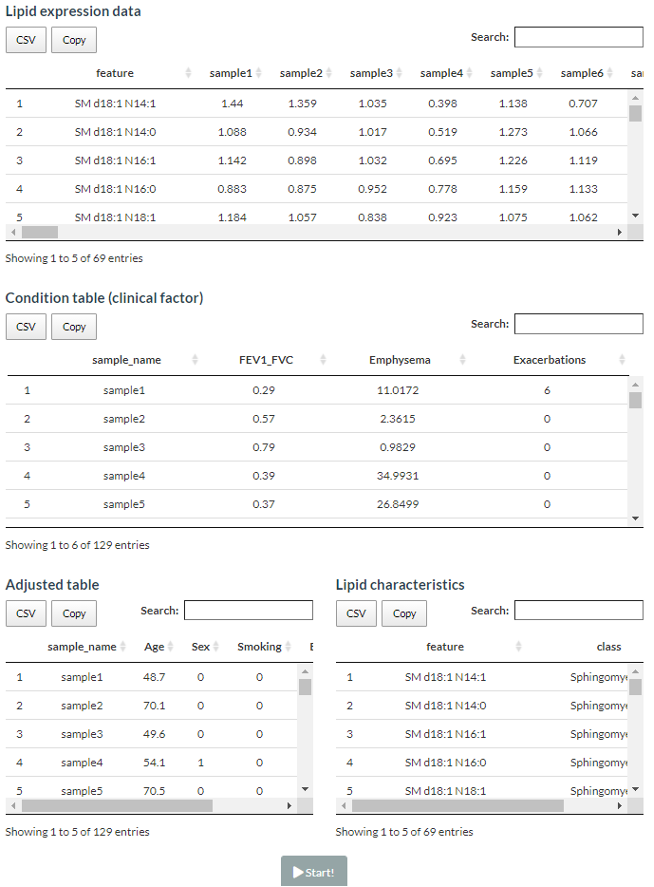 Lipid expression data
CSV Copy Search:
feature sample1 sample2 sample3 sample4 sample5 sample6 sar
1 SM d18:1 N14:1 1.44 1.359 1.035 0.398 1.138 0.707
2 SM d18:1 N14:0 1.088 0.934 1.017 0.519 1.273 1.066
3 SM d18:1 N16:1 1.142 0.898 1.032 0.695 1.226 1.119
4 SM d18:1 N16:0 0.883 0.875 0.952 0.778 1.159 1.133
5 SM d18:1 N18:1 1.184 1.057 0.838 0.923 1.075 1.062
Showing 1 to 5 of 69 entries
Condition table (clinical factor)
CSV Copy Search:
sample_name FEV1_FVC Emphysema Exacerbations
1 sample1 0.29 11.0172 6
2 sample2 0.57 2.3615 0
3 sample3 0.79 0.9829 0
4 sample4 0.39 34.9931 0
5 sample5 0.37 26.8499 0
Showing 1 to 6 of 129 entries
Adjusted table
CSV Copy Search:
sample_name Age Sex Smoking
1 sample1 48.7 0 0
2 sample2 70.1 0 0
3 sample3 49.6 0 0
4 sample4 54.1 1 0
5 sample5 70.5 0 0
Showing 1 to 5 of 129 entries
Lipid characteristics
CSV Copy Search:
feature class
1 SM d18:1 N14:1 Sphingomye
2 SM d18:1 N14:0 Sphingomye
3 SM d18:1 N16:1 Sphingomye
4 SM d18:1 N16:0 Sphingomye
5 SM d18:1 N18:1 Sphingomye
Showing 1 to 5 of 69 entries
Start!